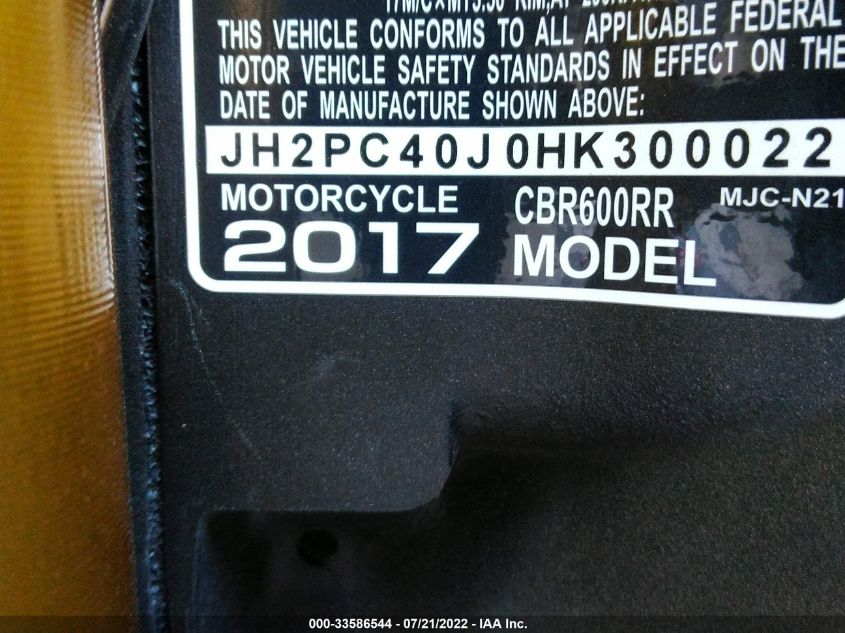 THIS VEHICLE CONFORMS TO ALL APPLICABLE FEDERAL
MOTOR VEHICLE SAFETY STANDARDS IN EFFECT ON THE
DATE OF MANUFACTURE SHOWN ABOVE:
JH2PC40J0HK300022
MOTORCYCLE CBR600RR MJC-N21
2017 MODEL
000-33586544 - 07/21/2022 - IAA Inc.